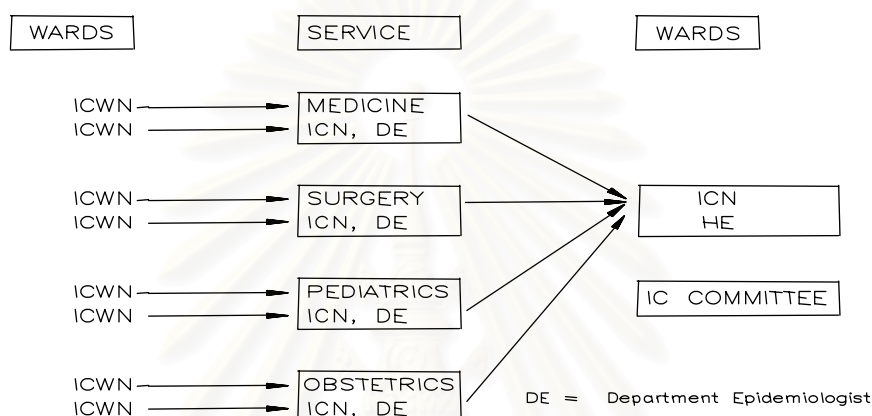 WARDS
SERVICE
WARDS
ICWN
ICWN
MEDICINE
ICN, DE
ICWN
ICWN
SURGERY
ICN, DE
ICN
HE
ICWN
ICWN
PEDIATRICS
ICN, DE
IC COMMITTEE
ICWN
ICWN
OBSTETRICS
ICN, DE
DE = Department Epidemiologist